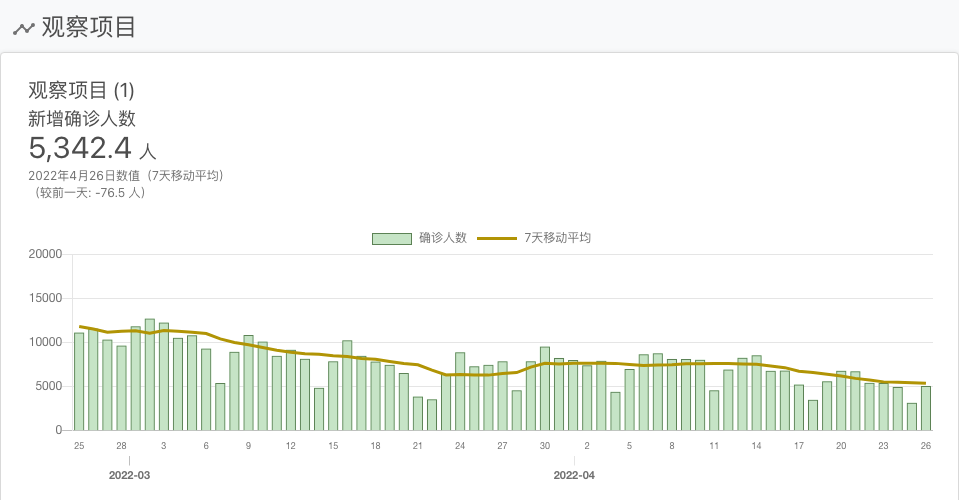 观察项目
观察项目 (1)
新增确诊人数
5,342.4 人
2022年4月26日数值（7天移动平均）
（较前一天: -76.5 人）
确诊人数 7天移动平均
20000
15000
10000
5000
0
25 28 3 6 9 12 15 18 21 24 27 30 2 5 8 11 14 17 20 23 26
2022-03 2022-04